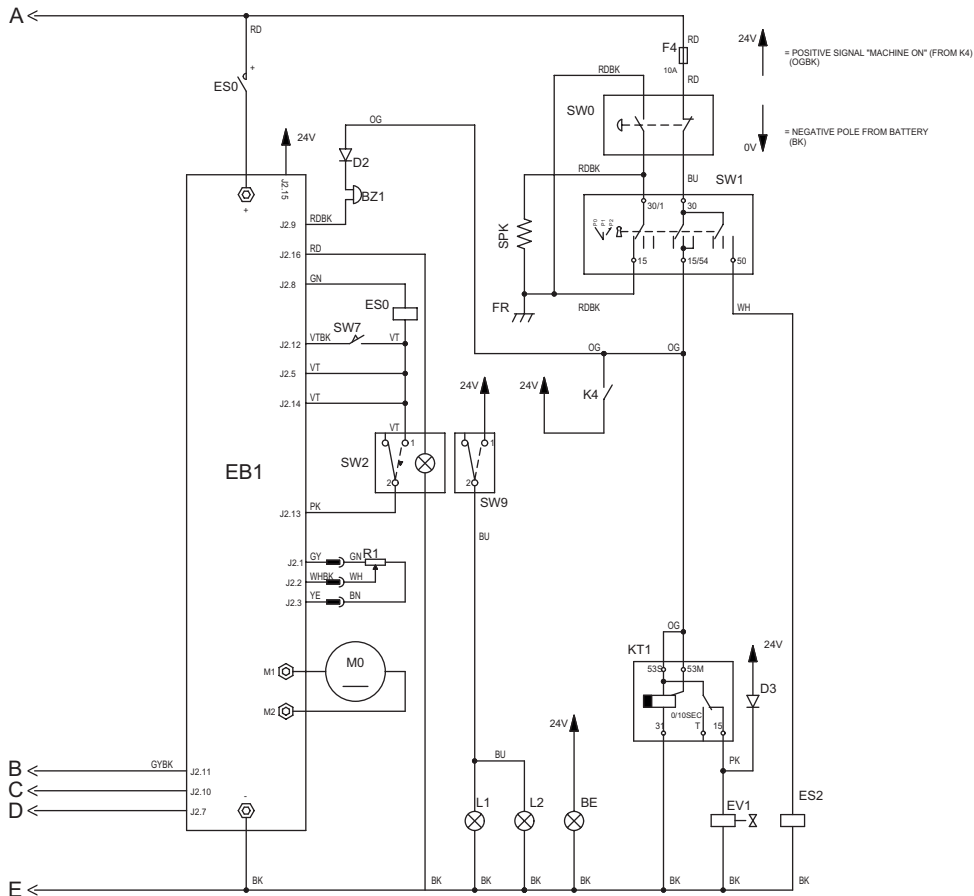 A
RD
RD
F4
10A
RD
24V
= POSITIVE SIGNAL "MACHINE ON" (FROM K4)
(OGBK)
RDBK
ES0
+
SW0
0V
= NEGATIVE POLE FROM BATTERY
(BK)
OG
24V
D2
RDBK
BU
SW1
J2.15
+
BZ1
J2.9
RDBK
P0
P1
P2
30/1
30
SPK
J2.16
RD
15
15/54
50
J2.8
GN
ES0
FR
RDBK
WH
SW7
J2.12
VTBK
VT
OG
OG
J2.5
VT
24V
24V
K4
J2.14
VT
VT
1
1
SW2
EB1
2
2
SW9
J2.13
PK
BU
J2.1
GY
GN
R1
J2.2
WHBK
WH
J2.3
YE
BN
OG
KT1
24V
M1
M0
53S
53M
D3
M2
0/10SEC
31
T
15
24V
BU
PK
B
GYBK
J2.11
C
J2.10
D
J2.7
-
L1
L2
BE
EV1
ES2
E
BK
BK
BK
BK
BK
BK
BK
BK